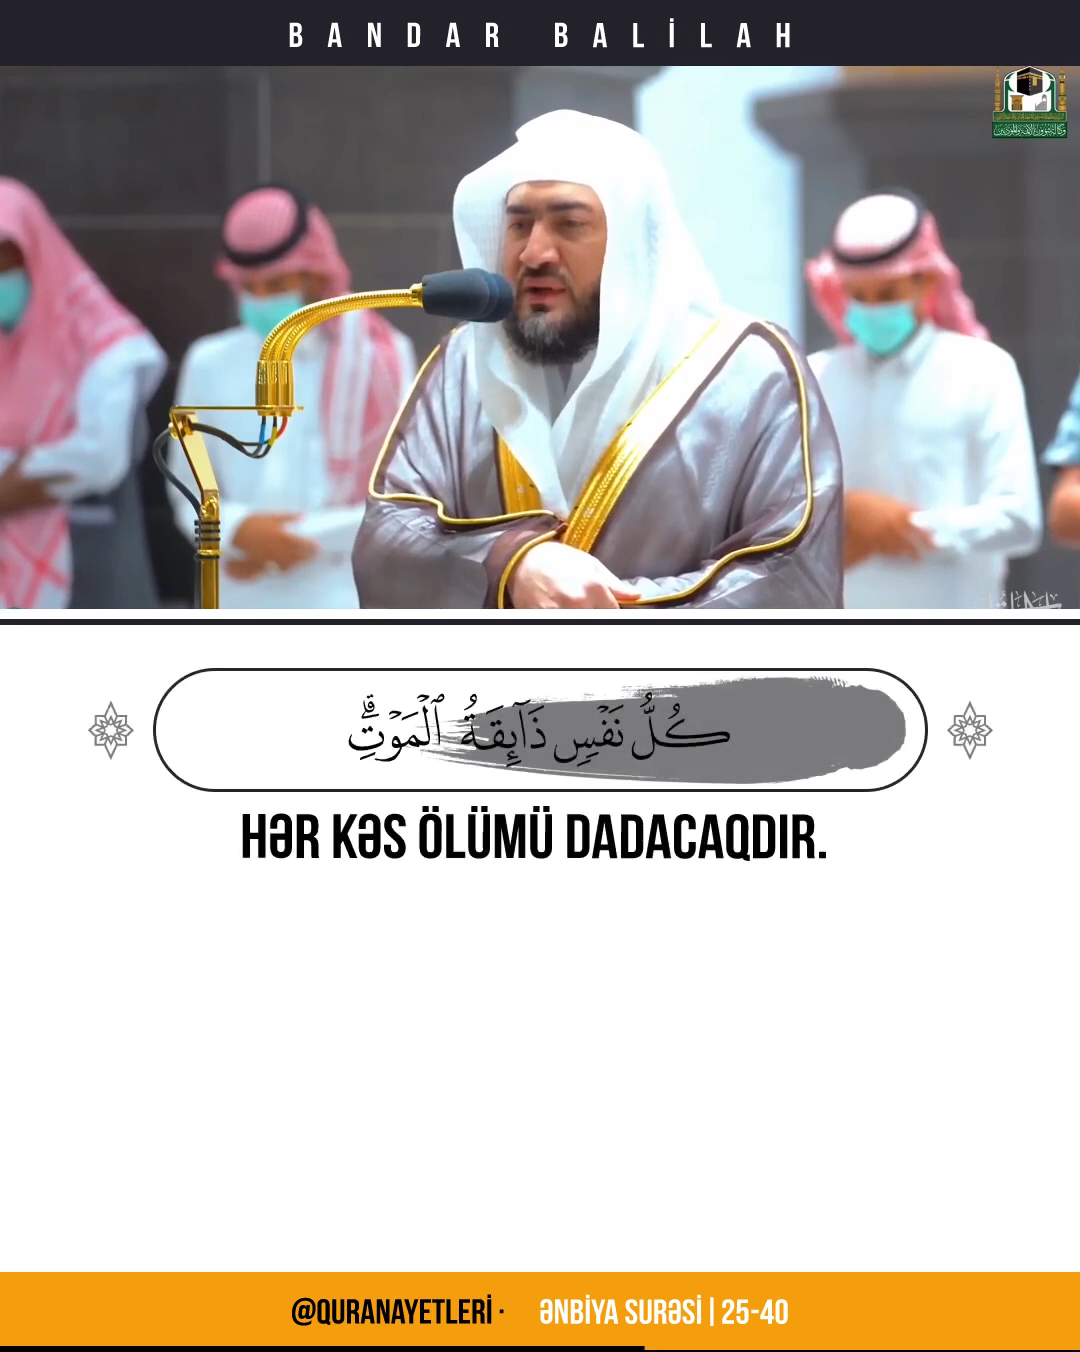 BANDAR BALİLAH
كُلُّ نَفْسٍ ذَآئِقَةُ ٱلْمَوْتِۗ
HƏR KƏS ÖLÜMÜ DADACAQDIR.
@QURANAYETLERİ · ƏNBİYA SURƏSİ | 25-40